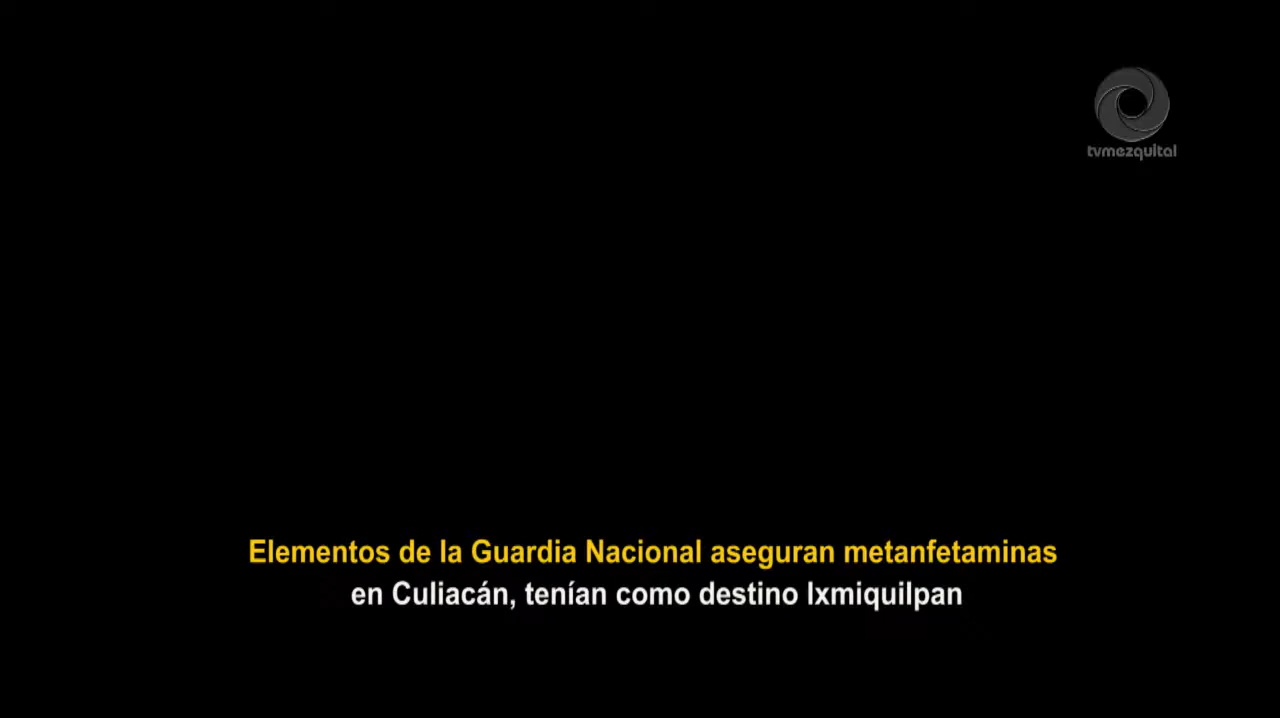 tvmezquital
Elementos de la Guardia Nacional aseguran metanfetaminas
en Culiacán, tenían como destino Ixmiquilpan